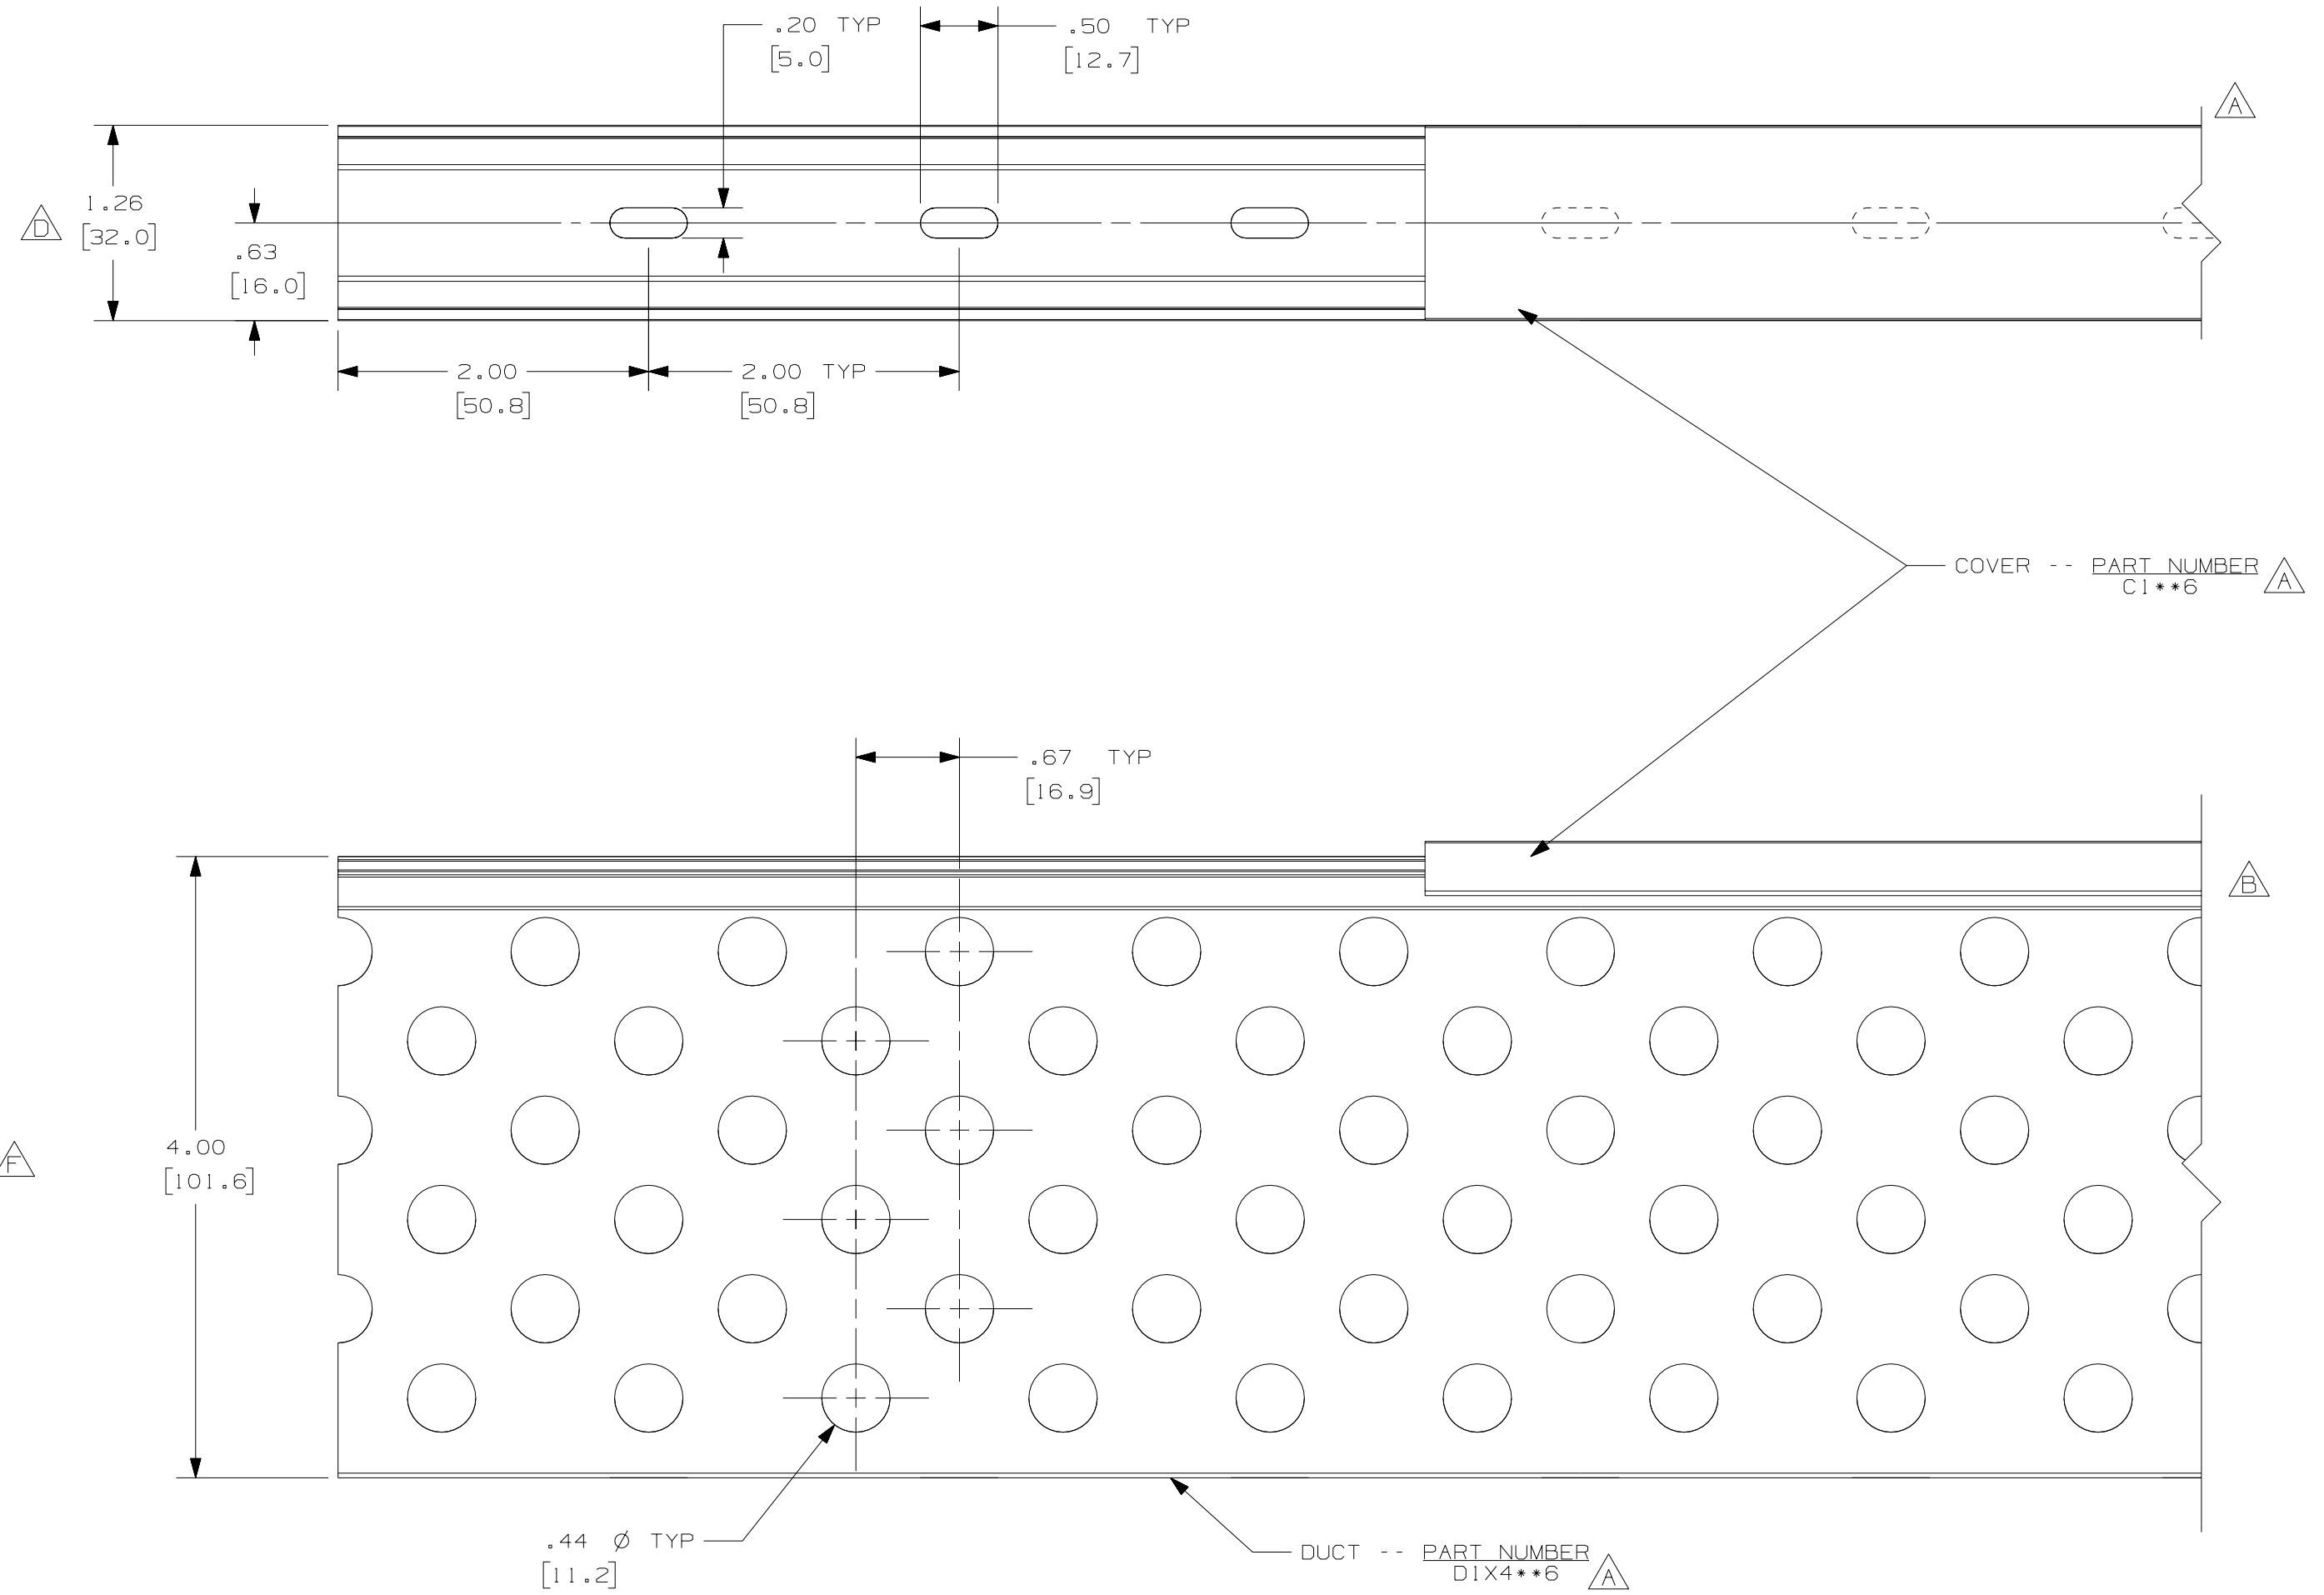 .20 TYP
[5.0]
.50 TYP
[12.7]
A
D
1.26
[32.0]
.63
[16.0]
2.00
[50.8]
2.00 TYP
[50.8]
COVER -- PART NUMBER
C1**6
A
.67 TYP
[16.9]
B
F
4.00
[101.6]
.44 Ø TYP
[11.2]
DUCT -- PART NUMBER
D1X4**6
A